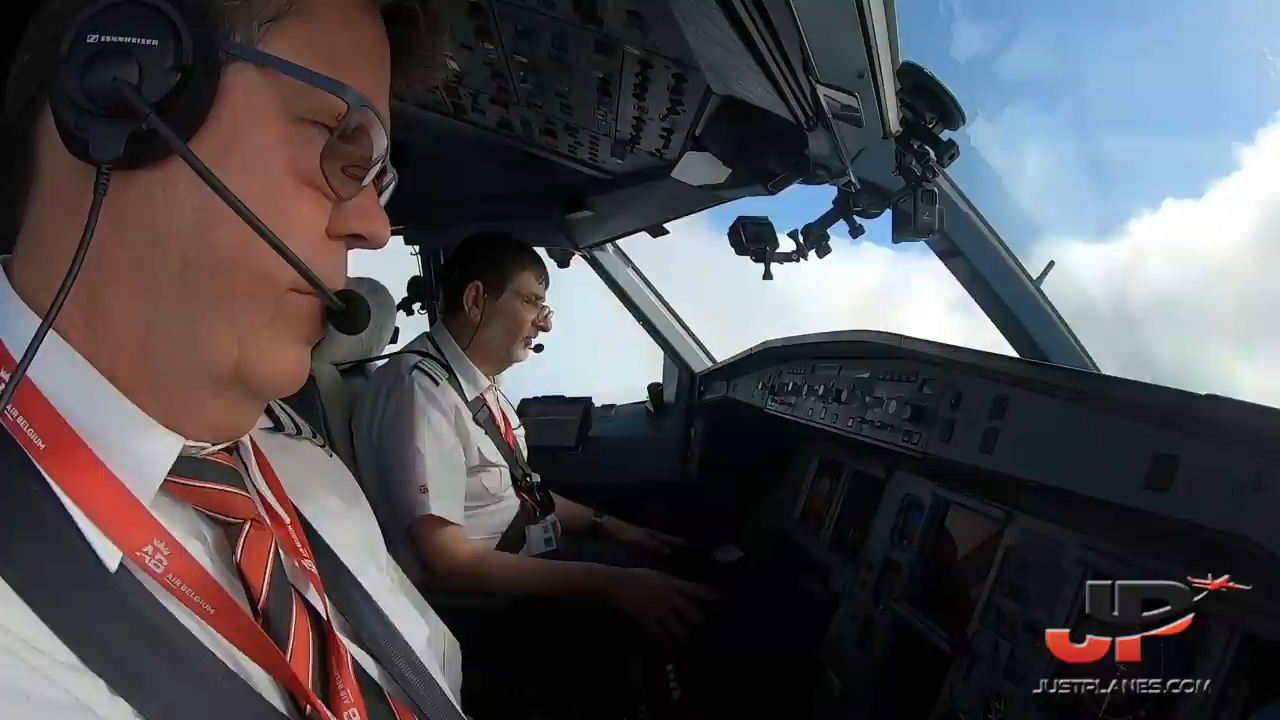 SENNHEISER
AIR BELGIUM
AB AIR BELGIUM
JP
JUSTPLANES.COM